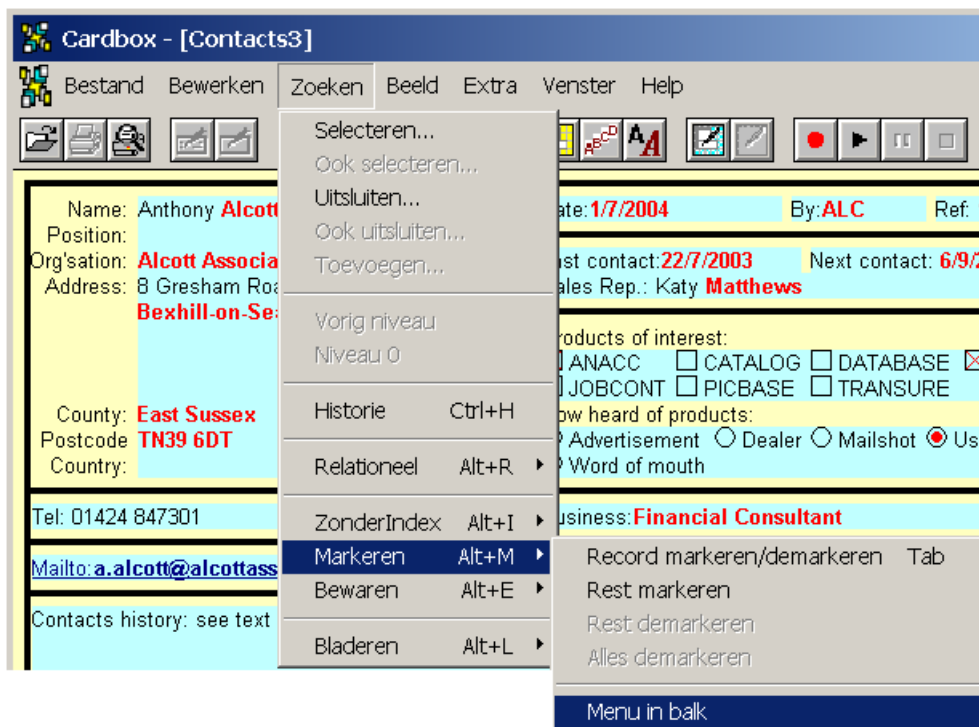 Cardbox - [Contacts3]
Bestand Bewerken Zoeken Beeld Extra Venster Help
Selecteren...
Ook selecteren...
Uitsluiten...
Ook uitsluiten...
Toevoegen...
Vorig niveau
Niveau 0
Historie Ctrl+H
Relationeel Alt+R
ZonderIndex Alt+I
Markeren Alt+M
Bewaren Alt+E
Bladeren Alt+L
Record markeren/demarkeren Tab
Rest markeren
Rest demarkeren
Alles demarkeren
Menu in balk
ABCD AA
Name: Anthony Alcott
Position:
Org'sation: Alcott Associa
Address: 8 Gresham Roa
Bexhill-on-Se
County: East Sussex
Postcode TN39 6DT
Country:
Tel: 01424 847301
Mailto: a.alcott@alcottass
Contacts history: see text
ate: 1/7/2004 By: ALC Ref:
st contact: 22/7/2003 Next contact: 6/9/2
ales Rep.: Katy Matthews
roducts of interest:
ANACC CATALOG DATABASE
JOBCONT PICBASE TRANSURE
ow heard of products:
Advertisement Dealer Mailshot Us
Word of mouth
usiness: Financial Consultant